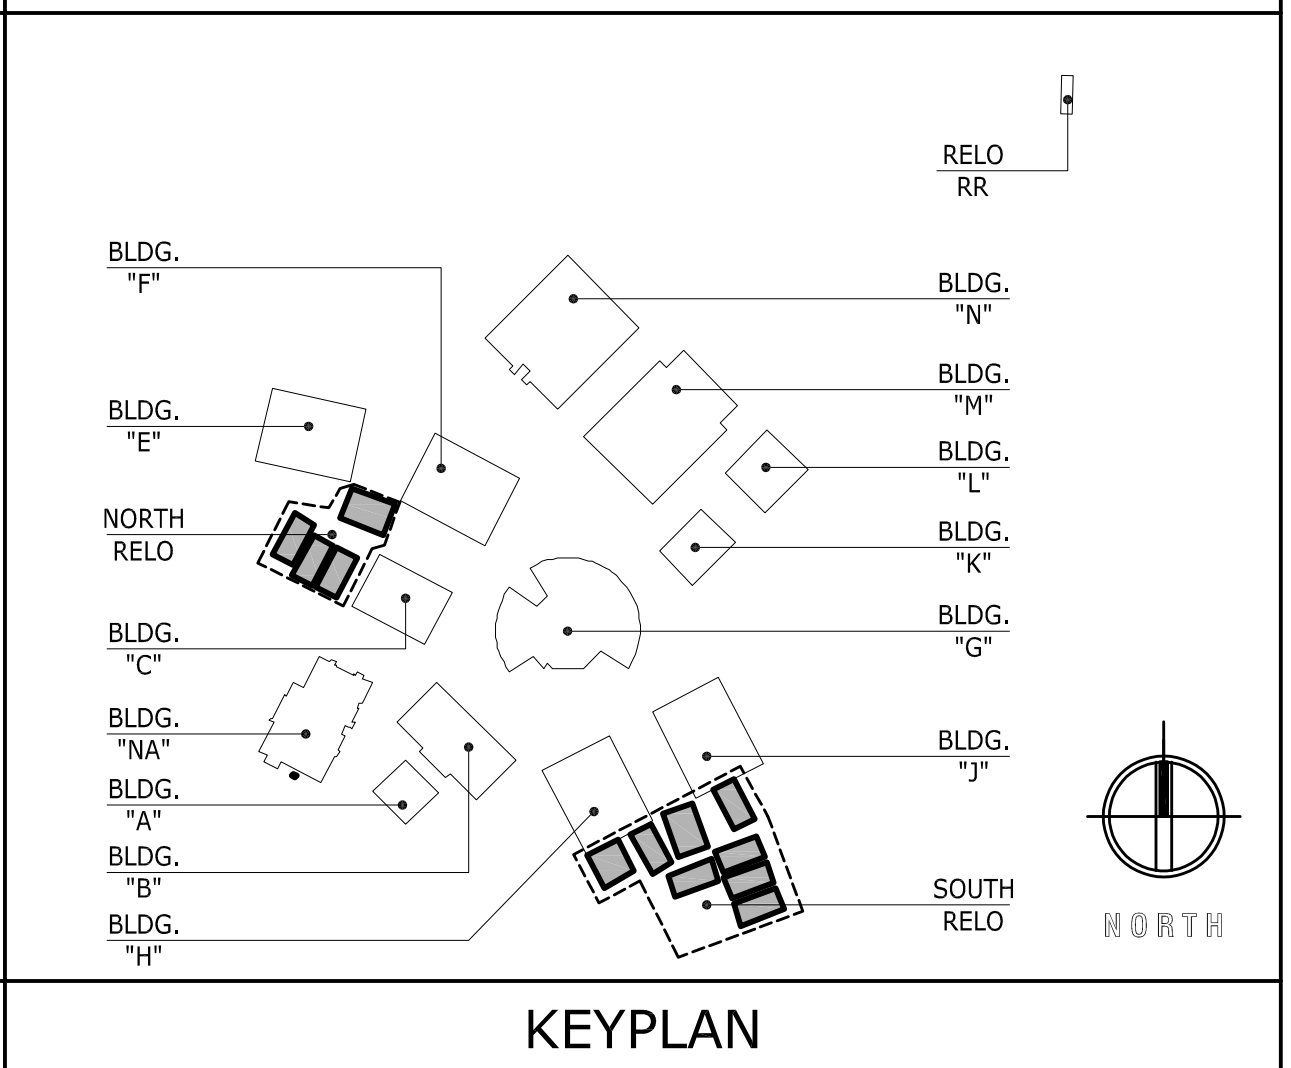 RELO
RR
BLDG.
"F"
BLDG.
"N"
BLDG.
"M"
BLDG.
"E"
BLDG.
"L"
NORTH
RELO
BLDG.
"K"
BLDG.
"G"
BLDG.
"C"
BLDG.
"NA"
BLDG.
"J"
BLDG.
"A"
BLDG.
"B"
SOUTH
RELO
BLDG.
"H"
NORTH
KEYPLAN